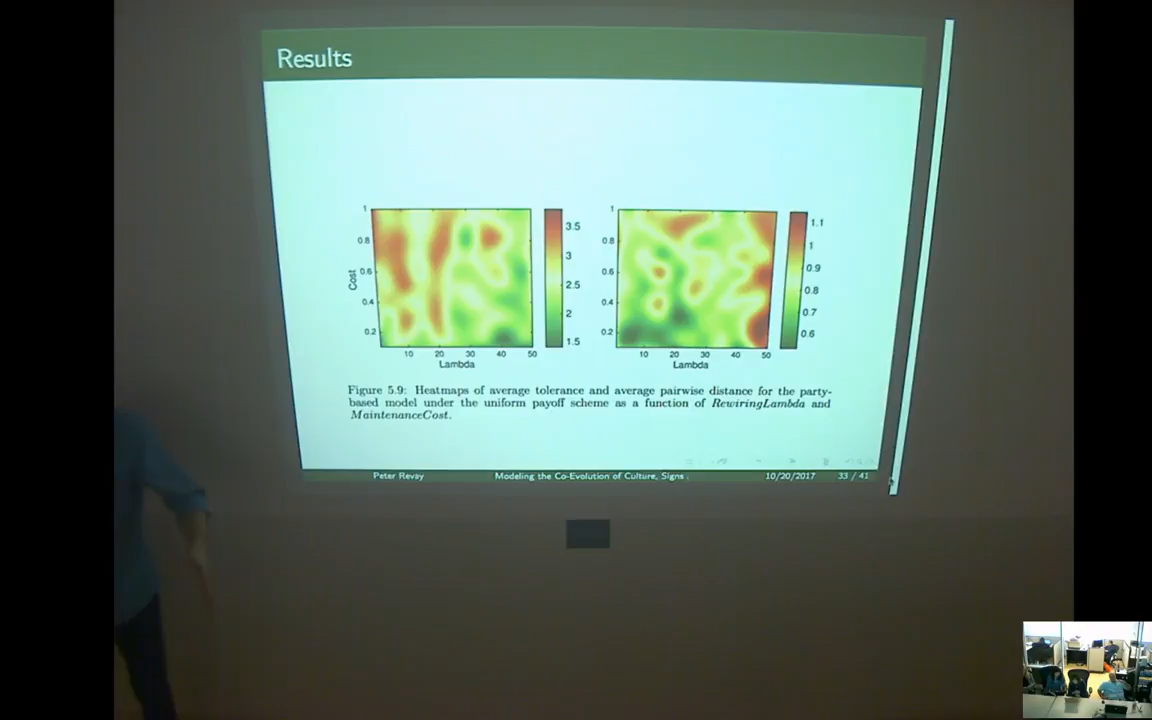 Results
1
0.8
0.6
0.4
0.2
Cost
10 20 30 40 50
Lambda
3.5
3
2.5
2
1.5
1
0.8
0.6
0.4
0.2
10 20 30 40 50
Lambda
1.1
1
0.9
0.8
0.7
0.6
Figure 5.9: Heatmaps of average tolerance and average pairwise distance for the party-
based model under the uniform payoff scheme as a function of RewiringLambda and
MaintenanceCost.
Peter Revay Modeling the Co-Evolution of Culture, Signs 10/20/2017 33 / 41